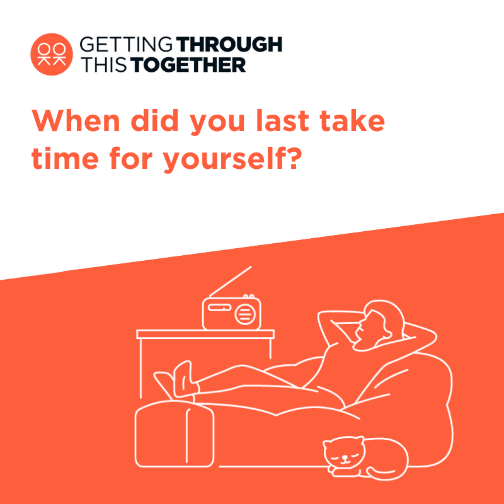 GETTING THROUGH
THIS TOGETHER
When did you last take
time for yourself?